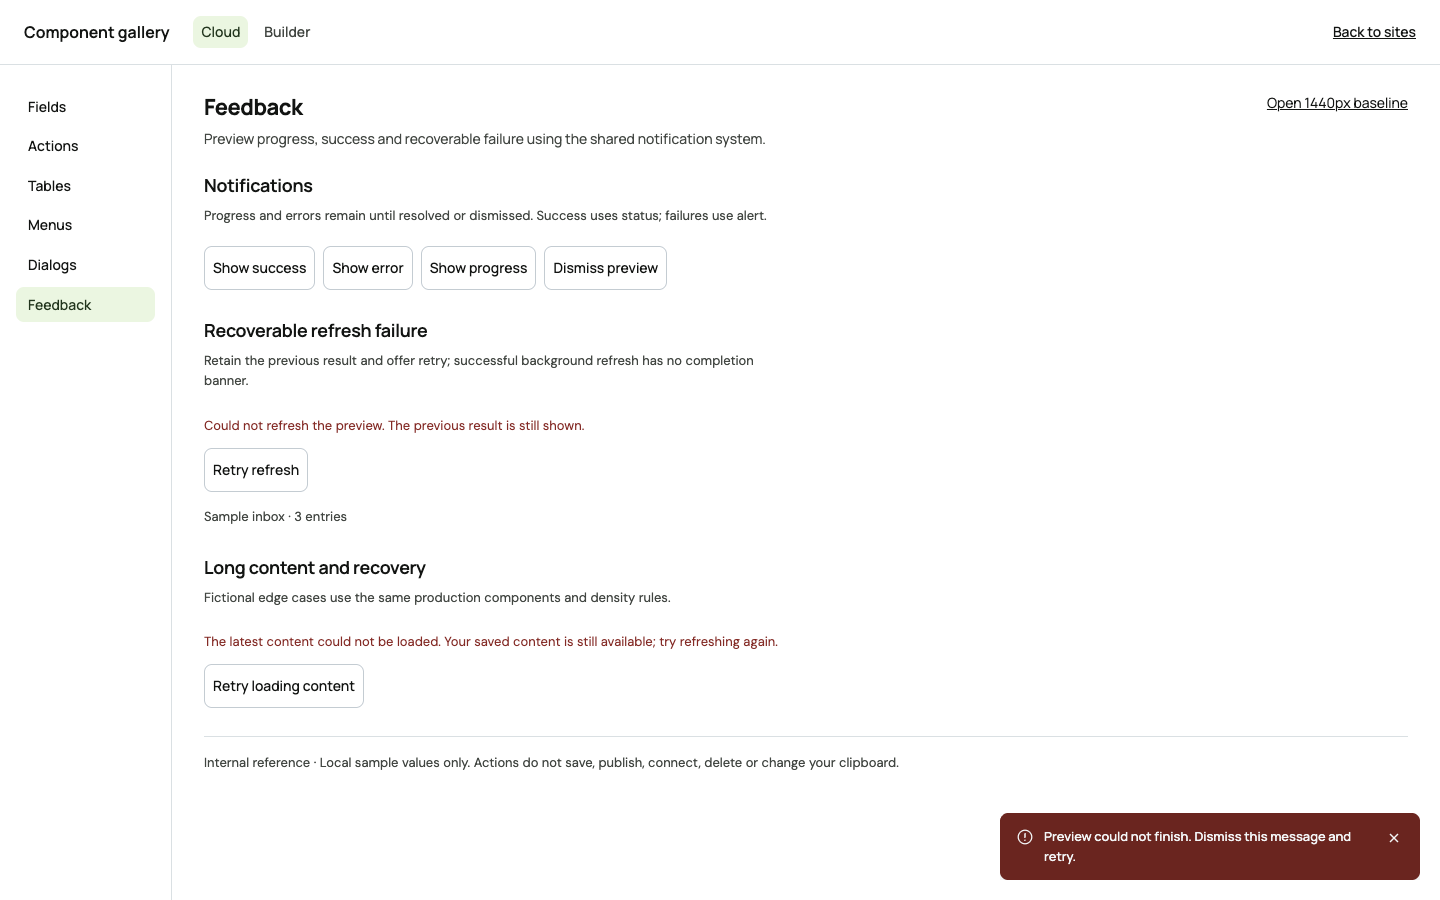 Component gallery
Cloud
Builder
Back to sites
Fields
Actions
Tables
Menus
Dialogs
Feedback
Feedback
Open 1440px baseline
Preview progress, success and recoverable failure using the shared notification system.
Notifications
Progress and errors remain until resolved or dismissed. Success uses status; failures use alert.
Show success
Show error
Show progress
Dismiss preview
Recoverable refresh failure
Retain the previous result and offer retry; successful background refresh has no completion
banner.
Could not refresh the preview. The previous result is still shown.
Retry refresh
Sample inbox · 3 entries
Long content and recovery
Fictional edge cases use the same production components and density rules.
The latest content could not be loaded. Your saved content is still available; try refreshing again.
Retry loading content
Internal reference · Local sample values only. Actions do not save, publish, connect, delete or change your clipboard.
Preview could not finish. Dismiss this message and
retry.